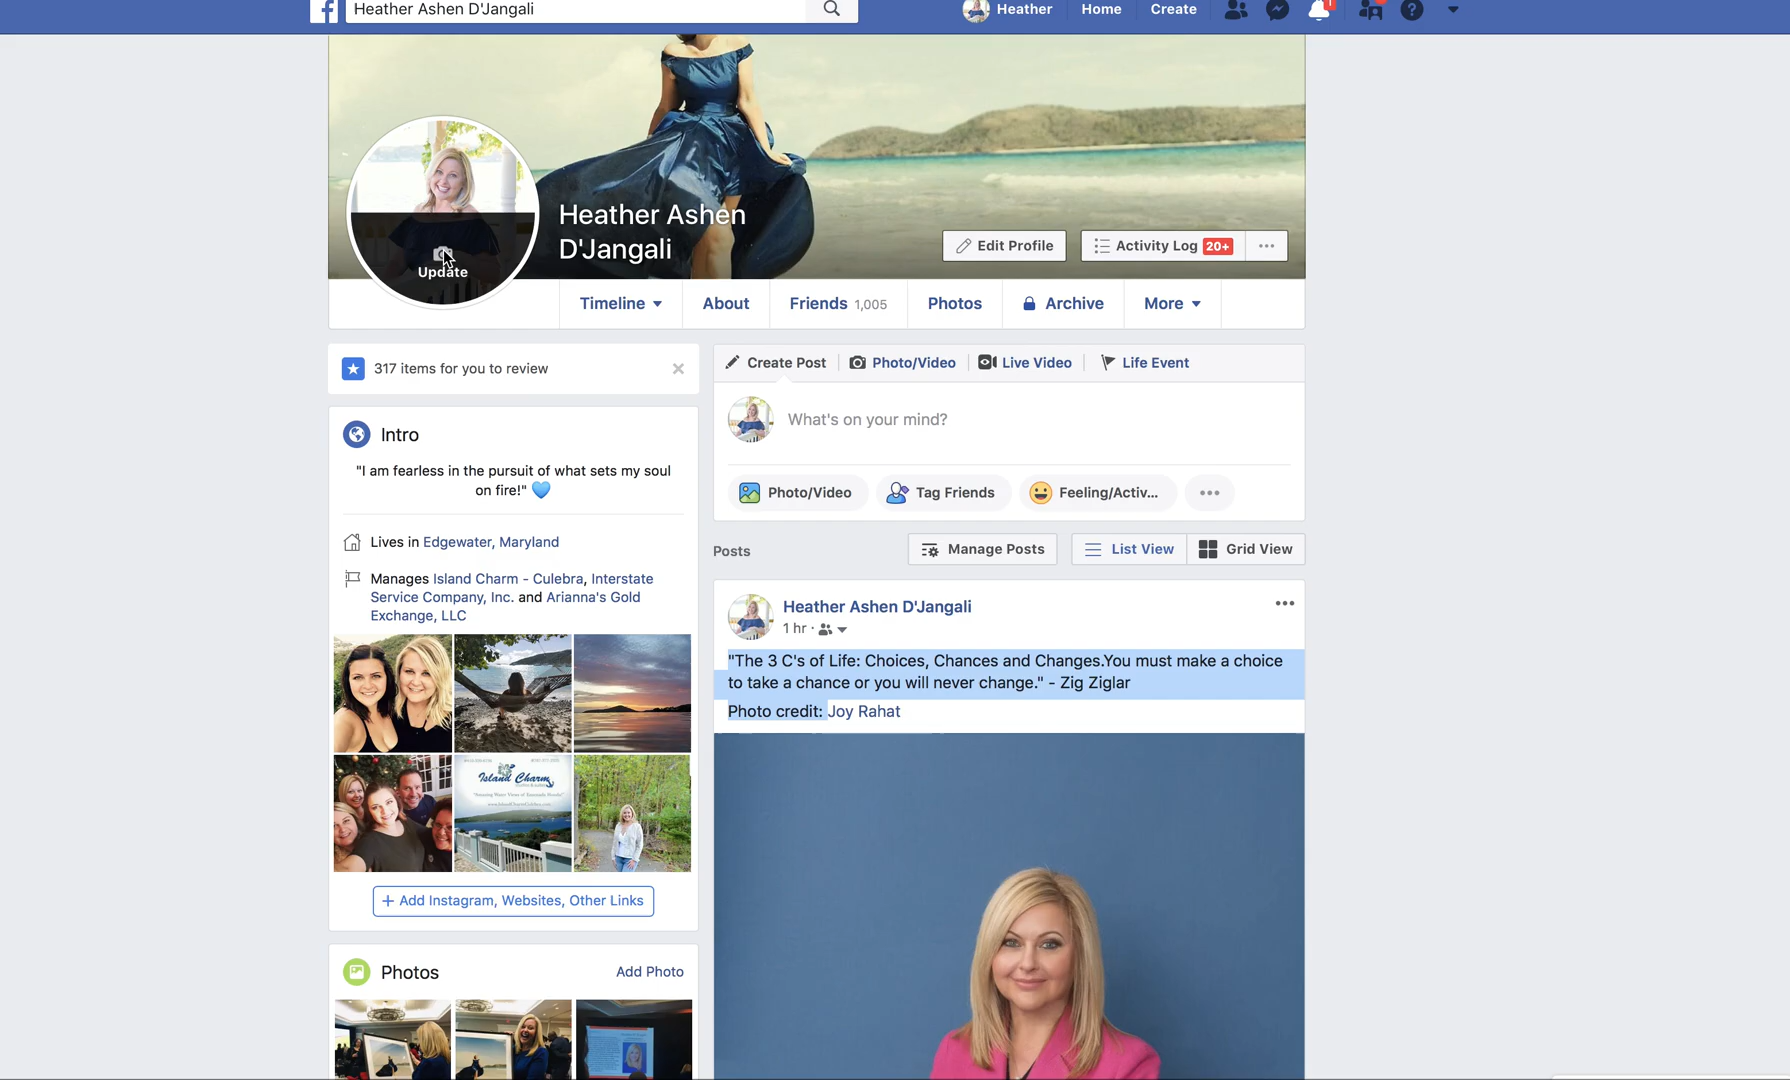 Heather Ashen D'Jangali
Heather
Home
Create
1
Heather Ashen
D'Jangali
Update
Edit Profile
Activity Log 20+
Timeline
About
Friends 1,005
Photos
Archive
More
317 items for you to review
Create Post
Photo/Video
Live Video
Life Event
What's on your mind?
Intro
"I am fearless in the pursuit of what sets my soul
on fire!" 💙
Photo/Video
Tag Friends
Feeling/Activ...
Lives in Edgewater, Maryland
Posts
Manage Posts
List View
Grid View
Manages Island Charm - Culebra, Interstate
Service Company, Inc. and Arianna's Gold
Exchange, LLC
Heather Ashen D'Jangali
1 hr ·
"The 3 C's of Life: Choices, Chances and Changes.You must make a choice
to take a chance or you will never change." - Zig Ziglar
Photo credit: Joy Rahat
Island Charm
+ Add Instagram, Websites, Other Links
Photos
Add Photo